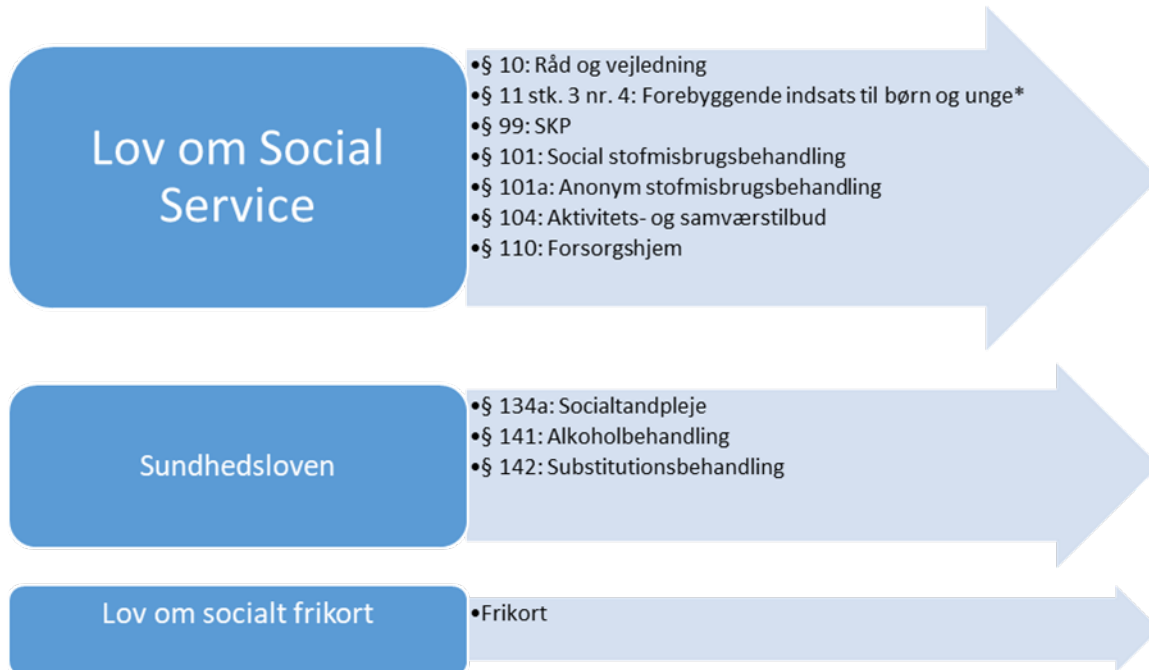 Lov om Social
Service
•§ 10: Råd og vejledning
•§ 11 stk. 3 nr. 4: Forebyggende indsats til børn og unge*
•§ 99: SKP
•§ 101: Social stofmisbrugsbehandling
•§ 101a: Anonym stofmisbrugsbehandling
•§ 104: Aktivitets- og samværstilbud
•§ 110: Forsorgshjem
Sundhedsloven
•§ 134a: Socialtandpleje
•§ 141: Alkoholbehandling
•§ 142: Substitutionsbehandling
Lov om socialt frikort
•Frikort